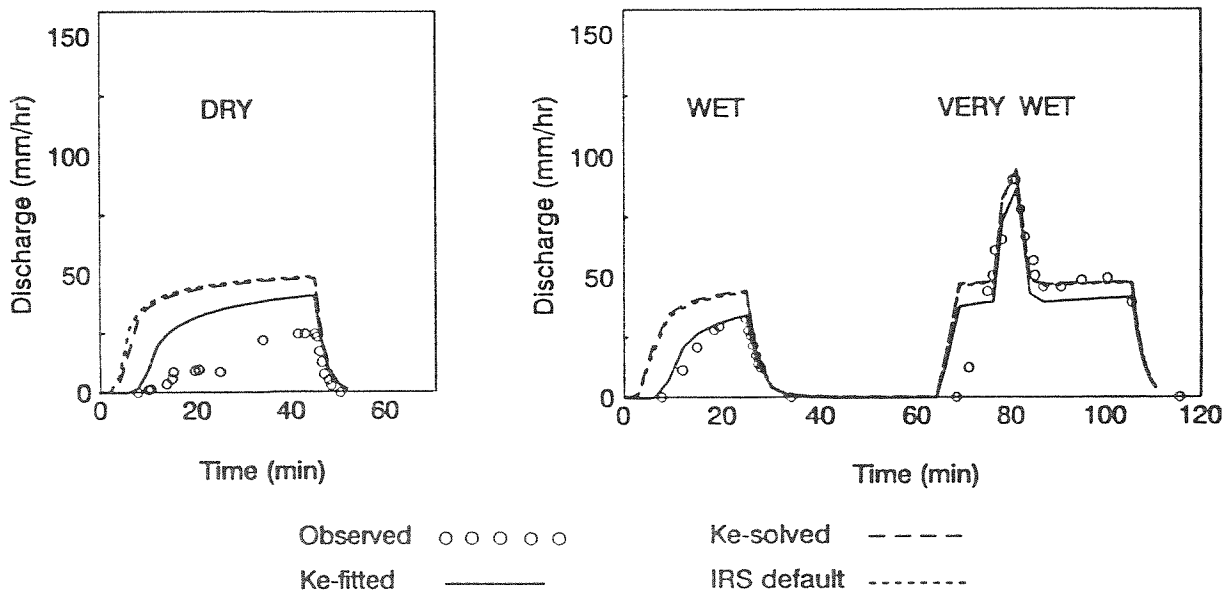 150
100
50
0
Discharge (mm/hr)
DRY
0 20 40 60
Time (min)
150
100
50
0
Discharge (mm/hr)
WET
VERY WET
0 20 40 60 80 100 120
Time (min)
Observed
Ke-fitted
Ke-solved
IRS default